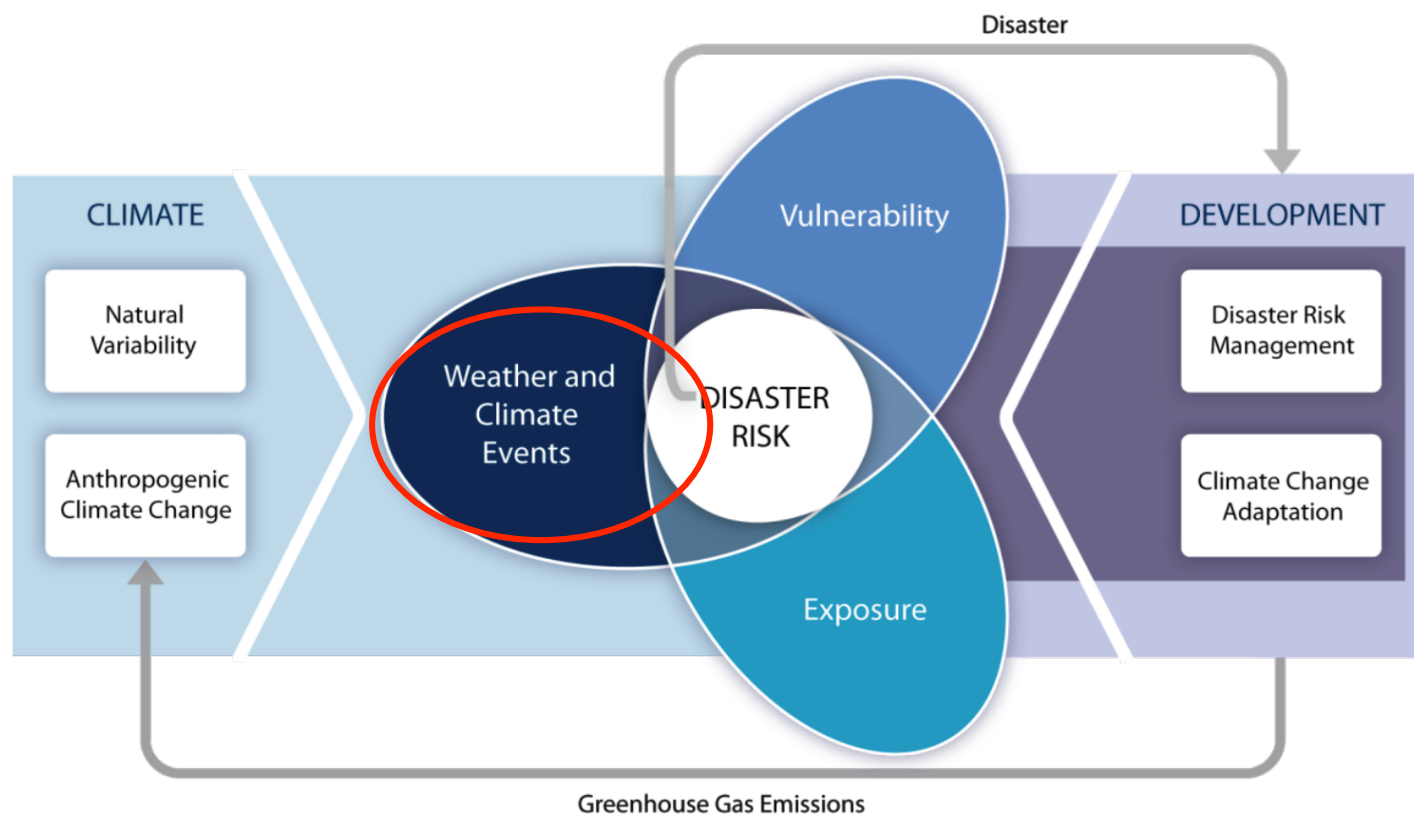 Disaster
CLIMATE
Natural
Variability
Anthropogenic
Climate Change
Weather and
Climate
Events
Vulnerability
DISASTER
RISK
Exposure
DEVELOPMENT
Disaster Risk
Management
Climate Change
Adaptation
Greenhouse Gas Emissions